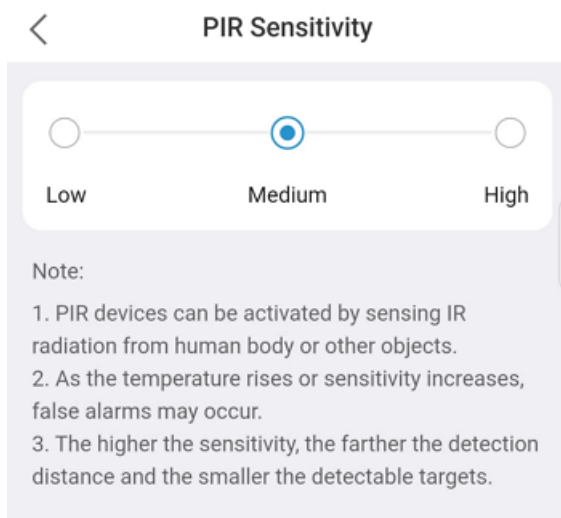 PIR Sensitivity
Low Medium High
Note:
1. PIR devices can be activated by sensing IR
radiation from human body or other objects.
2. As the temperature rises or sensitivity increases,
false alarms may occur.
3. The higher the sensitivity, the farther the detection
distance and the smaller the detectable targets.